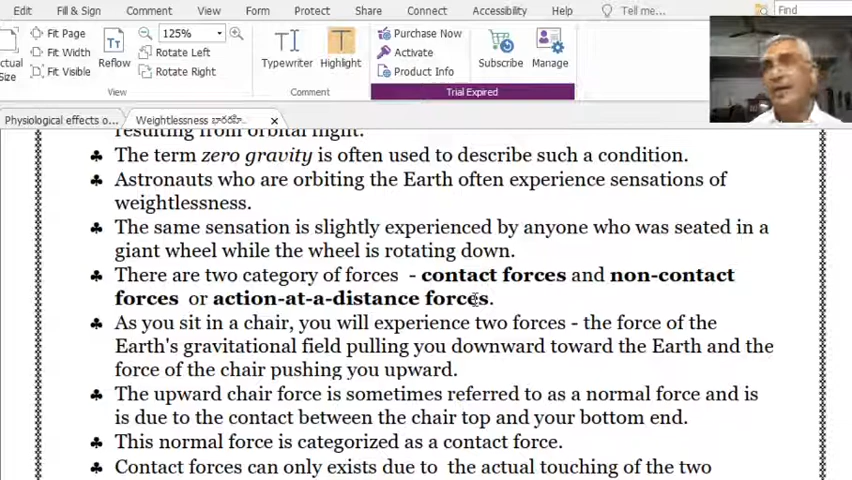 Edit Fill & Sign Comment View Form Protect Share Connect Accessibility Help Tell me... Find
Actual Size
Fit Page
Fit Width
Fit Visible
Reflow
125%
Rotate Left
Rotate Right
View
Typewriter
Highlight
Comment
Purchase Now
Activate
Product Info
Subscribe
Manage
Trial Expired
Physiological effects o...
Weightlessness భారరహి..
resulting from orbital flight.
♣ The term zero gravity is often used to describe such a condition.
♣ Astronauts who are orbiting the Earth often experience sensations of
weightlessness.
♣ The same sensation is slightly experienced by anyone who was seated in a
giant wheel while the wheel is rotating down.
♣ There are two category of forces - contact forces and non-contact
forces or action-at-a-distance forces.
♣ As you sit in a chair, you will experience two forces - the force of the
Earth's gravitational field pulling you downward toward the Earth and the
force of the chair pushing you upward.
♣ The upward chair force is sometimes referred to as a normal force and is
is due to the contact between the chair top and your bottom end.
♣ This normal force is categorized as a contact force.
♣ Contact forces can only exists due to the actual touching of the two